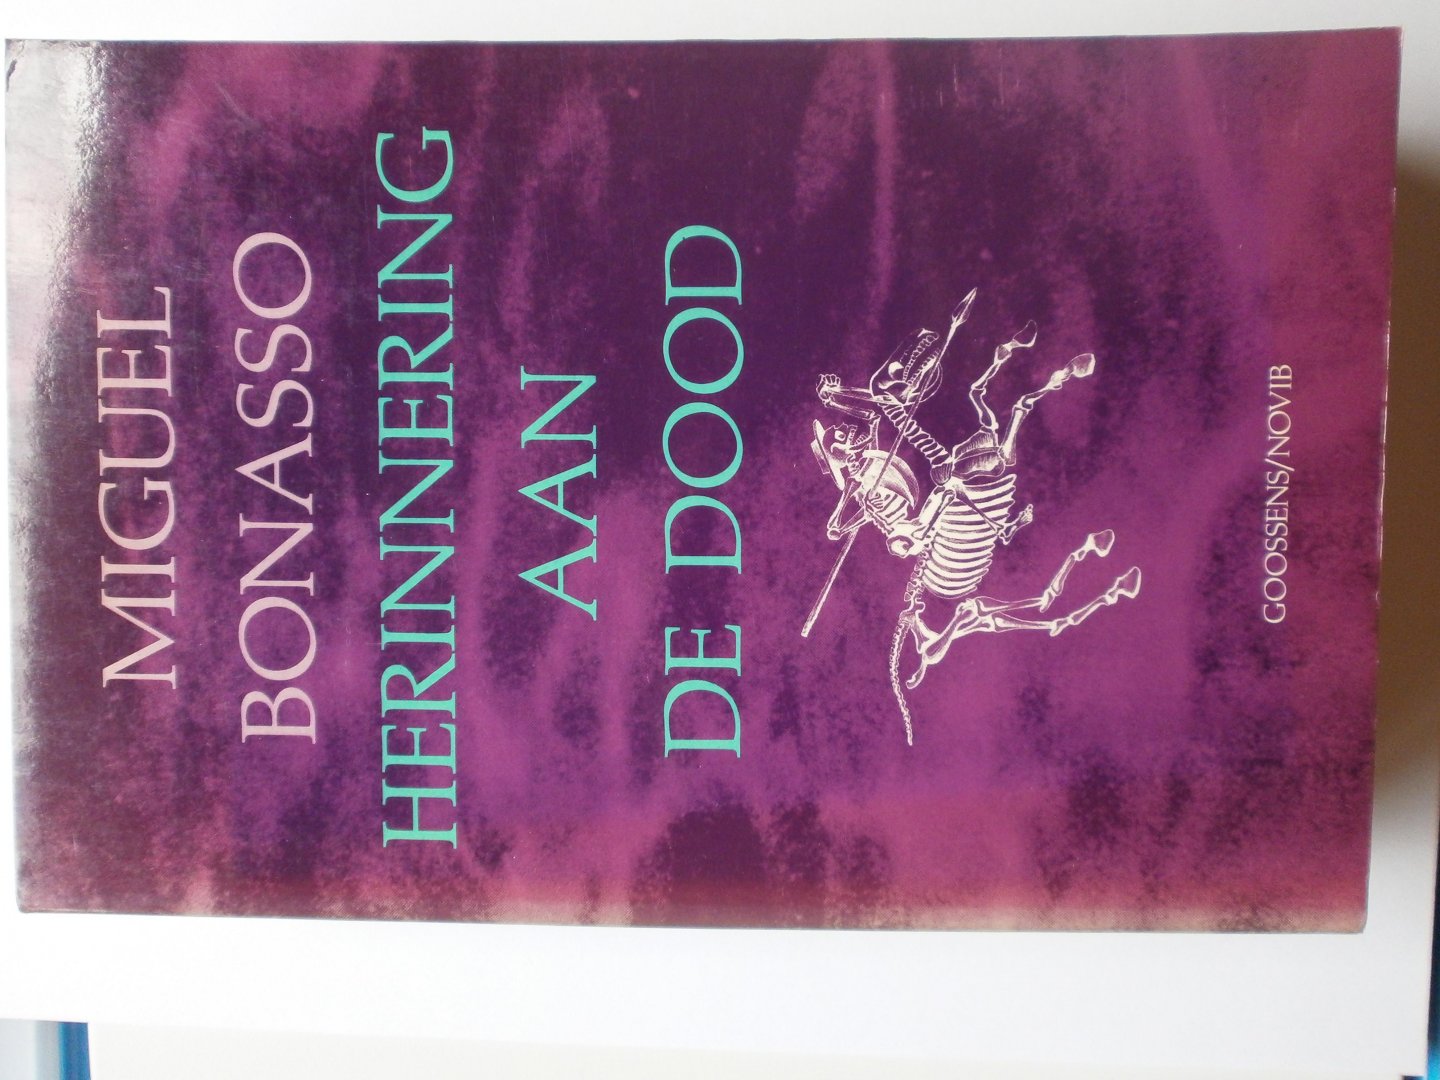 MIGUEL
BONASSO
HERINNERING
AAN
DE DOOD
GOOSSENS/NOVIB